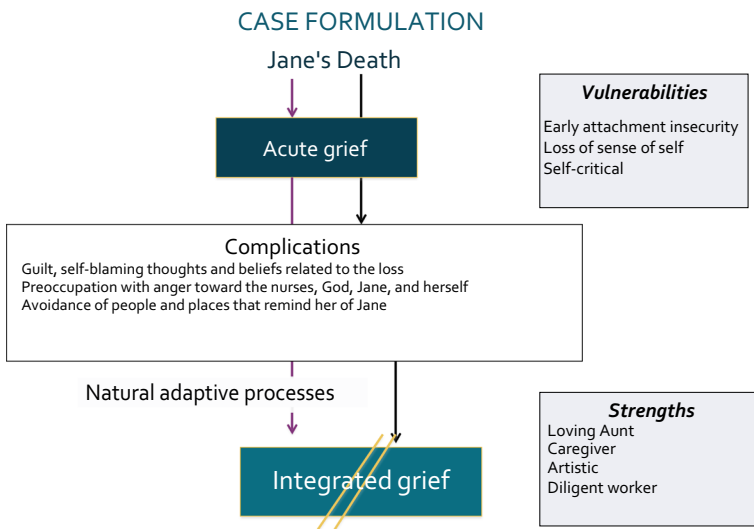 CASE FORMULATION
Jane's Death
Acute grief
Vulnerabilities
Early attachment insecurity
Loss of sense of self
Self-critical
Complications
Guilt, self-blaming thoughts and beliefs related to the loss
Preoccupation with anger toward the nurses, God, Jane, and herself
Avoidance of people and places that remind her of Jane
Natural adaptive processes
Integrated grief
Strengths
Loving Aunt
Caregiver
Artistic
Diligent worker